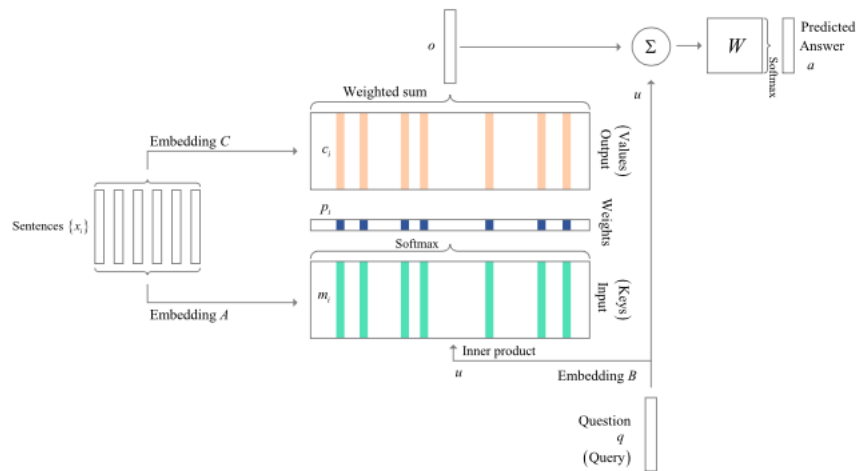 o
Σ
W
Softmax
Predicted
Answer
a
Weighted sum
u
Embedding C
c_i
Output
(Values)
Sentences {x_i}
p_i
Weights
Softmax
Embedding A
m_i
Input
(Keys)
Inner product
u
Embedding B
Question
q
(Query)